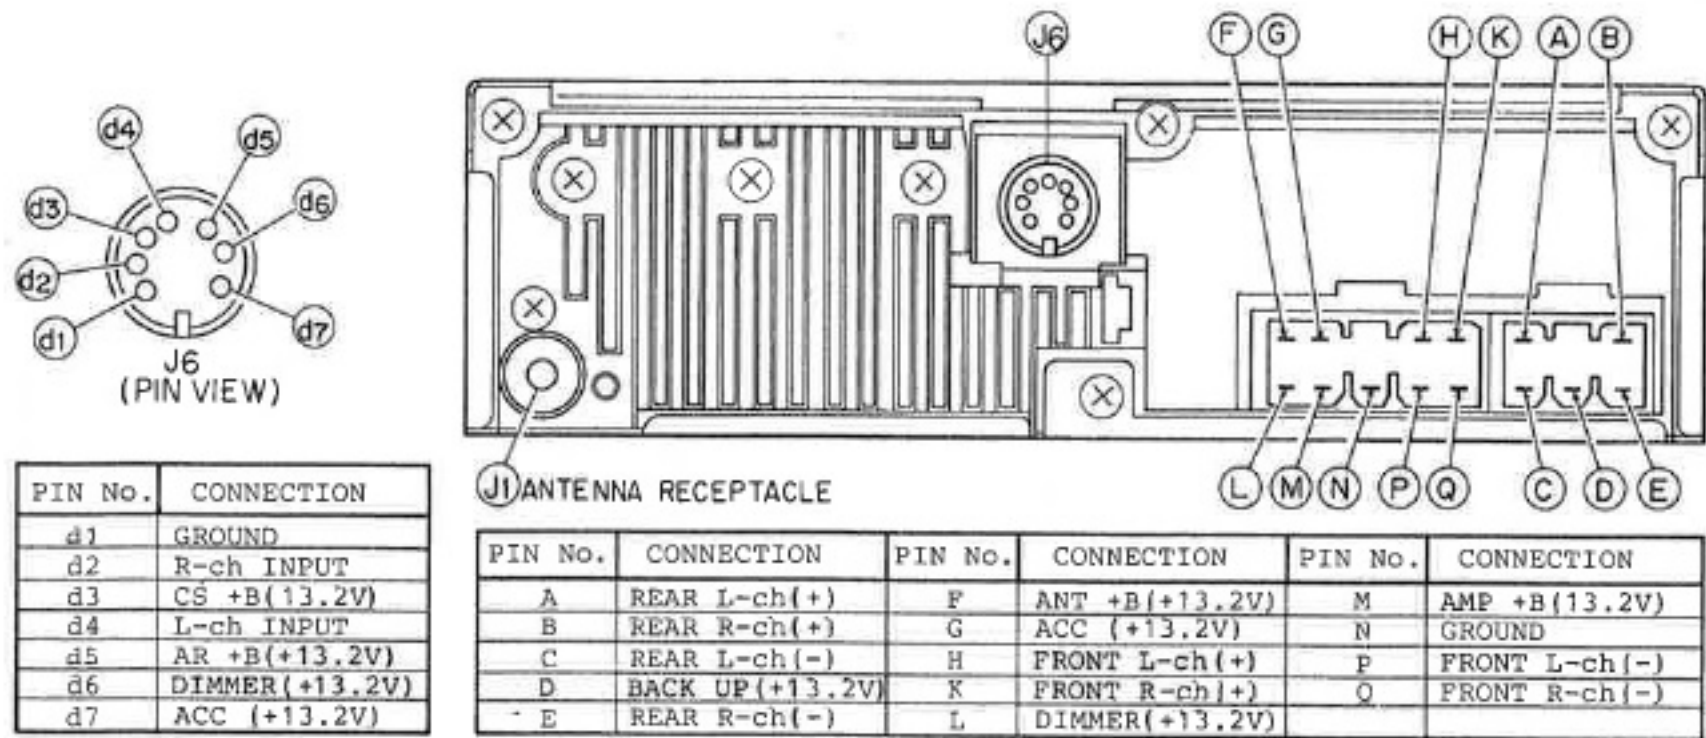 F G J6 H K A B
d4 d5
d3 d6
d2
d1 d7
J6
(PIN VIEW)
J1 ANTENNA RECEPTACLE
L M N P Q C D E
PIN No. CONNECTION
d1 GROUND
d2 R-ch INPUT
d3 CS +B(13.2V)
d4 L-ch INPUT
d5 AR +B(+13.2V)
d6 DIMMER(+13.2V)
d7 ACC (+13.2V)
PIN No. CONNECTION PIN No. CONNECTION PIN No. CONNECTION
A REAR L-ch(+) F ANT +B(+13.2V) M AMP +B(13.2V)
B REAR R-ch(+) G ACC (+13.2V) N GROUND
C REAR L-ch(-) H FRONT L-ch(+) P FRONT L-ch(-)
D BACK UP(+13.2V) K FRONT R-ch(+) Q FRONT R-ch(-)
E REAR R-ch(-) L DIMMER(+13.2V)